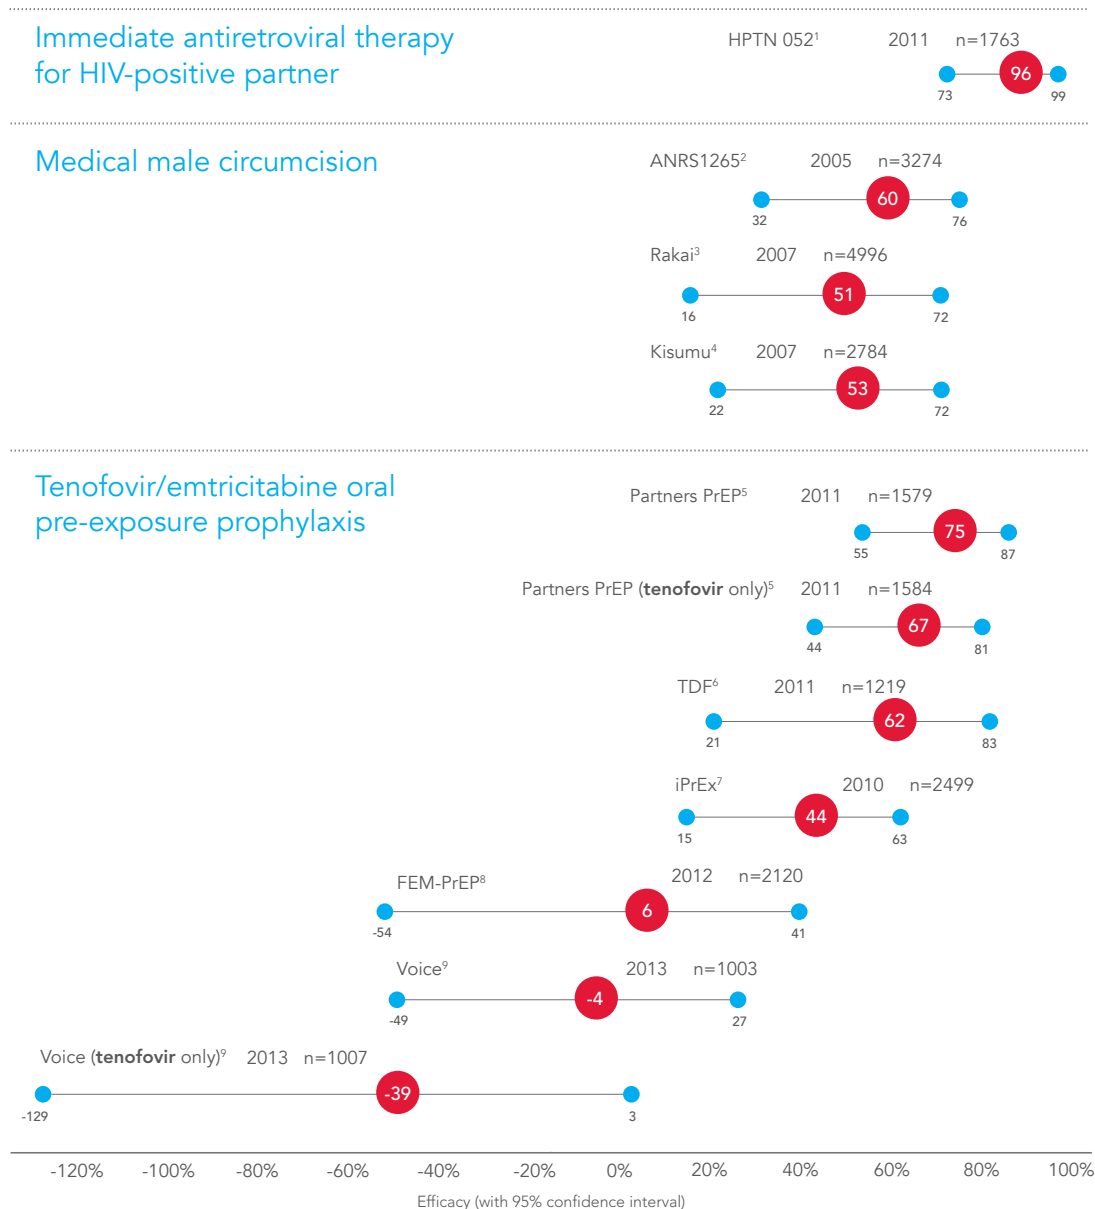 Immediate antiretroviral therapy
for HIV-positive partner
HPTN 052¹ 2011 n=1763
96
73 99
Medical male circumcision
ANRS1265² 2005 n=3274
60
32 76
Rakai³ 2007 n=4996
51
16 72
Kisumu⁴ 2007 n=2784
53
22 72
Tenofovir/emtricitabine oral
pre-exposure prophylaxis
Partners PrEP⁵ 2011 n=1579
75
55 87
Partners PrEP (tenofovir only)⁵ 2011 n=1584
67
44 81
TDF⁶ 2011 n=1219
62
21 83
iPrEx⁷ 2010 n=2499
44
15 63
FEM-PrEP⁸ 2012 n=2120
6
-54 41
Voice⁹ 2013 n=1003
-4
-49 27
Voice (tenofovir only)⁹ 2013 n=1007
-39
-129 3
-120% -100% -80% -60% -40% -20% 0% 20% 40% 60% 80% 100%
Efficacy (with 95% confidence interval)